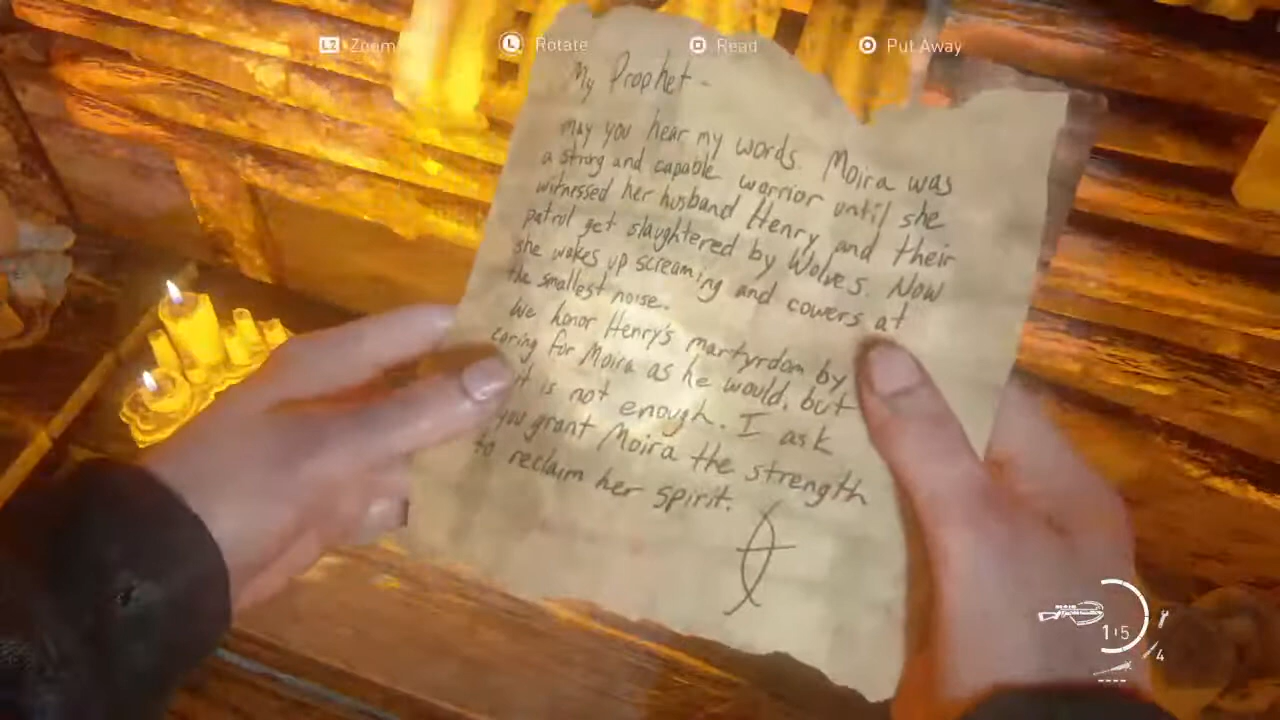 L2 Zoom
L Rotate
Read
Put Away
My Prophet -
may you hear my words. Moira was
a strong and capable warrior until she
witnessed her husband Henry and their
patrol get slaughtered by Wolves. Now
she wakes up screaming and cowers at
the smallest noise.
We honor Henry's martyrdom by
caring for Moira as he would, but
it is not enough. I ask
you grant Moira the strength
to reclaim her spirit.
1 15
4